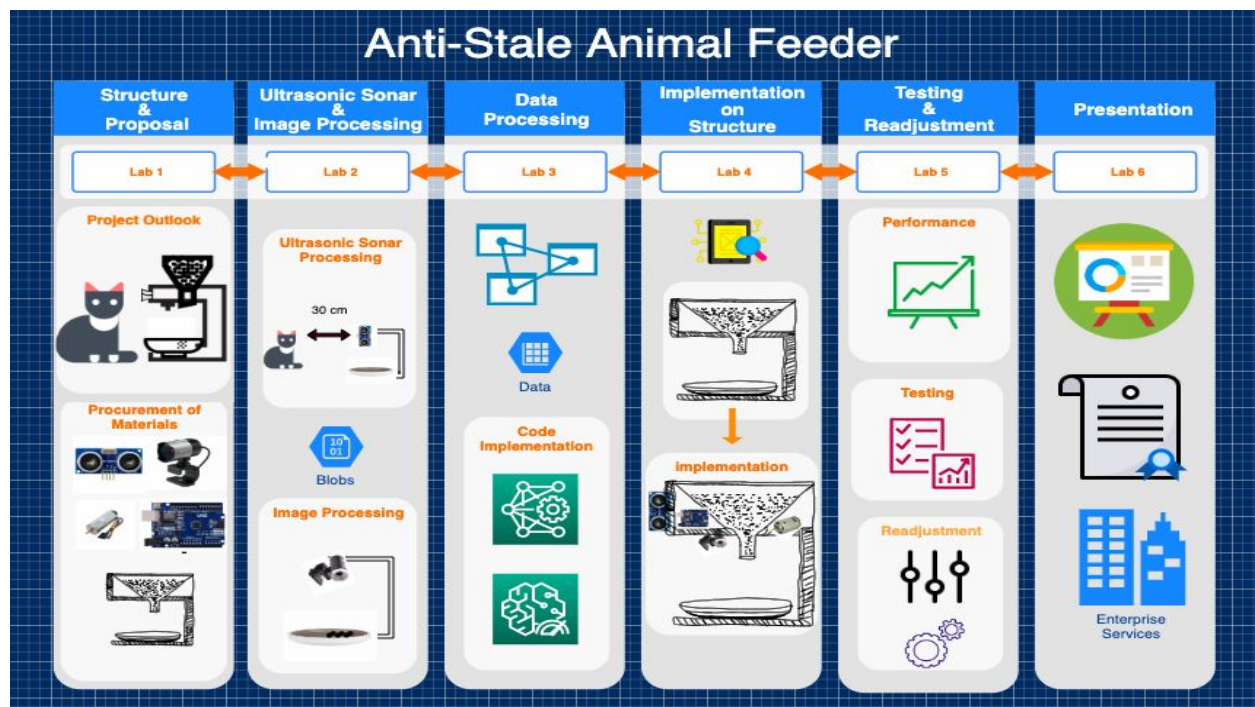 Anti-Stale Animal Feeder
Structure
&
Proposal
Ultrasonic Sonar
&
Image Processing
Data
Processing
Implementation
on
Structure
Testing
&
Readjustment
Presentation
Lab 1
Lab 2
Lab 3
Lab 4
Lab 5
Lab 6
Project Outlook
Procurement of
Materials
Ultrasonic Sonar
Processing
30 cm
10
01
Blobs
Image Processing
Data
Code
Implementation
implementation
Performance
Testing
Readjustment
Enterprise
Services